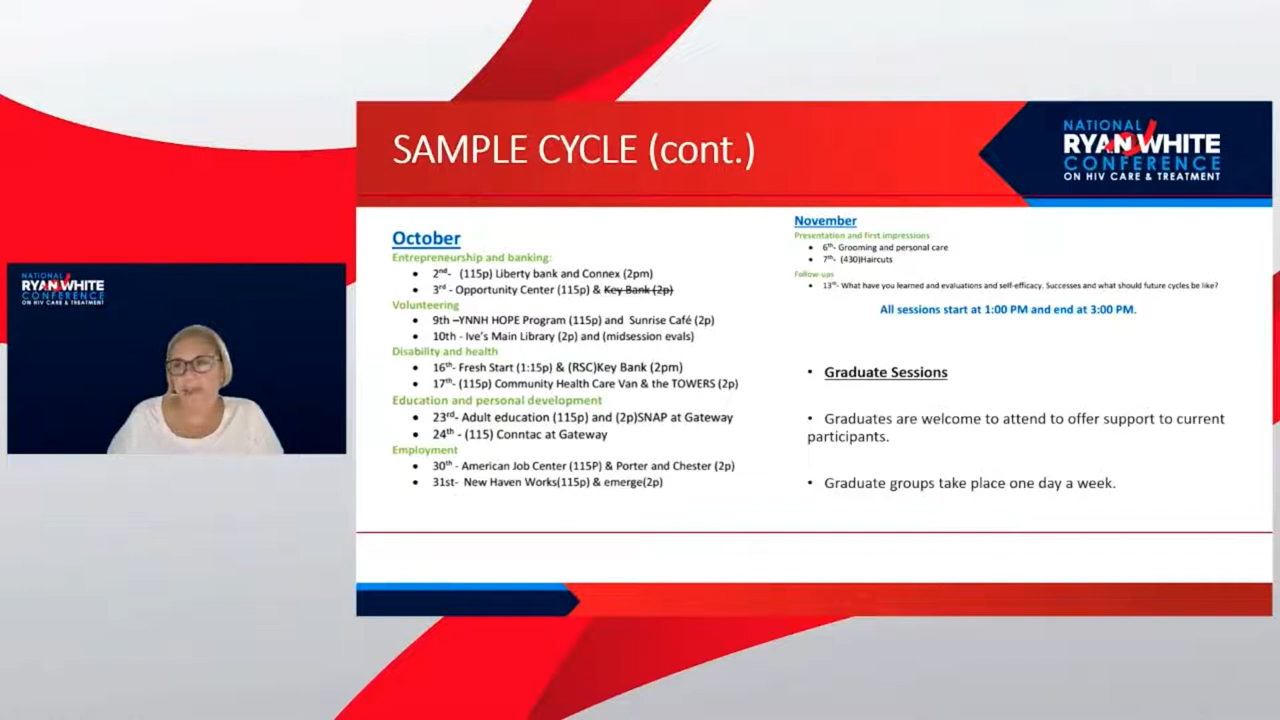 SAMPLE CYCLE (cont.)
NATIONAL
RYAN WHITE
CONFERENCE
ON HIV CARE & TREATMENT
October
Entrepreneurship and banking:
• 2nd- (115p) Liberty bank and Connex (2pm)
• 3rd - Opportunity Center (115p) & Key Bank (2p)
Volunteering
• 9th –YNNH HOPE Program (115p) and Sunrise Café (2p)
• 10th - Ive's Main Library (2p) and (midsession evals)
Disability and health
• 16th- Fresh Start (1:15p) & (RSC)Key Bank (2pm)
• 17th- (115p) Community Health Care Van & the TOWERS (2p)
Education and personal development
• 23rd- Adult education (115p) and (2p)SNAP at Gateway
• 24th - (115) Conntac at Gateway
Employment
• 30th - American Job Center (115P) & Porter and Chester (2p)
• 31st- New Haven Works(115p) & emerge(2p)
November
Presentation and first impressions
• 6th- Grooming and personal care
• 7th- (430)Haircuts
Follow-ups
• 13th- What have you learned and evaluations and self-efficacy. Successes and what should future cycles be like?
All sessions start at 1:00 PM and end at 3:00 PM.
• Graduate Sessions
• Graduates are welcome to attend to offer support to current
participants.
• Graduate groups take place one day a week.
NATIONAL
RYAN WHITE
CONFERENCE
ON HIV CARE & TREATMENT